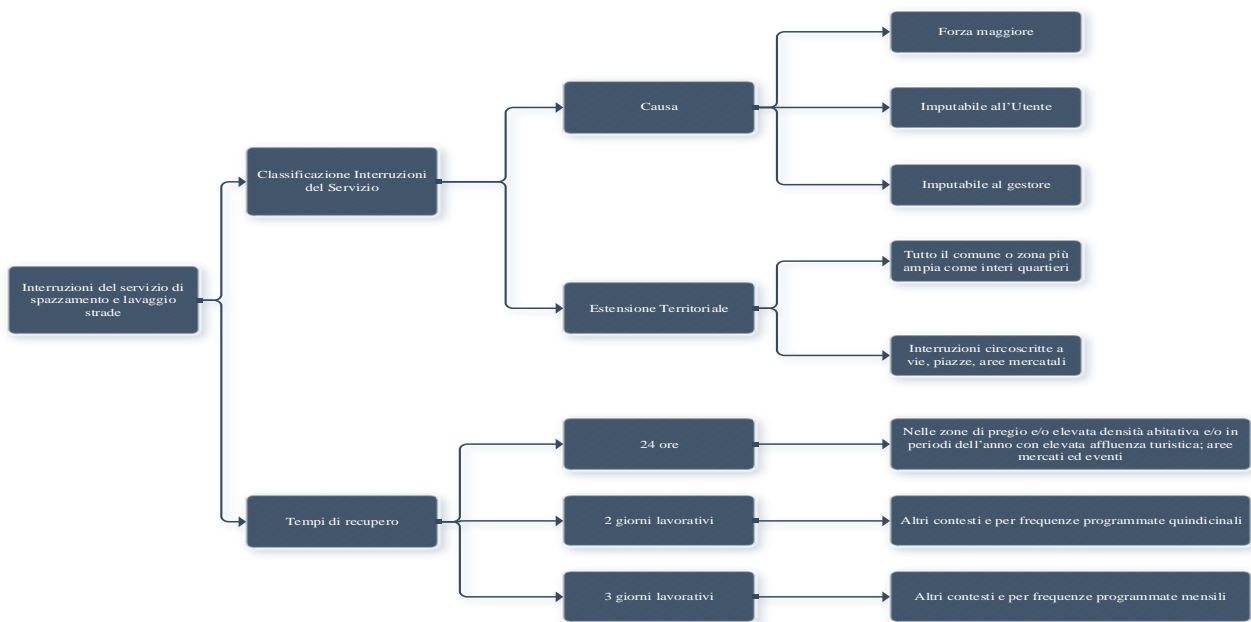 Interruzioni del servizio di
spazzamento e lavaggio
strade
Classificazione Interruzioni
del Servizio
Causa
Forza maggiore
Imputabile all’Utente
Imputabile al gestore
Estensione Territoriale
Tutto il comune o zona più
ampia come interi quartieri
Interruzioni circoscritte a
vie, piazze, aree mercatali
Tempi di recupero
24 ore
Nelle zone di pregio e/o elevata densità abitativa e/o in
periodi dell’anno con elevata affluenza turistica; aree
mercati ed eventi
2 giorni lavorativi
Altri contesti e per frequenze programmate quindicinali
3 giorni lavorativi
Altri contesti e per frequenze programmate mensili